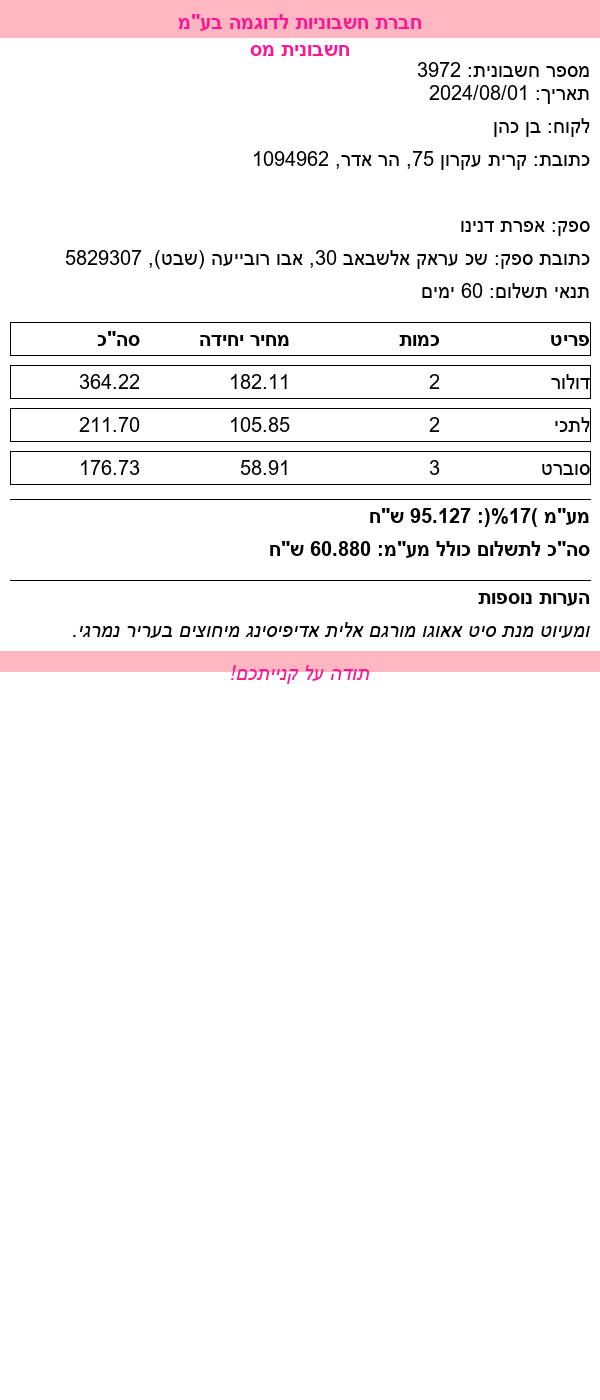 חברת חשבוניות לדוגמה בע"מ
חשבונית מס
מספר חשבונית: 3972
תאריך: 2024/08/01
לקוח: בן כהן
כתובת: קרית עקרון 75, הר אדר, 1094962
ספק: אפרת דנינו
כתובת ספק: שכ עראק אלשבאב 30, אבו רובייעה (שבט), 5829307
תנאי תשלום: 60 ימים
פריט כמות מחיר יחידה סה"כ
דולור 2 182.11 364.22
לתכי 2 105.85 211.70
סוברט 3 58.91 176.73
מע"מ )17%(: 95.127 ש"ח
סה"כ לתשלום כולל מע"מ: 60.880 ש"ח
הערות נוספות
ומעיוט מנת סיט אאוגו מורגם אלית אדיפיסינג מיחוצים בעריר נמרגי.
תודה על קנייתכם!